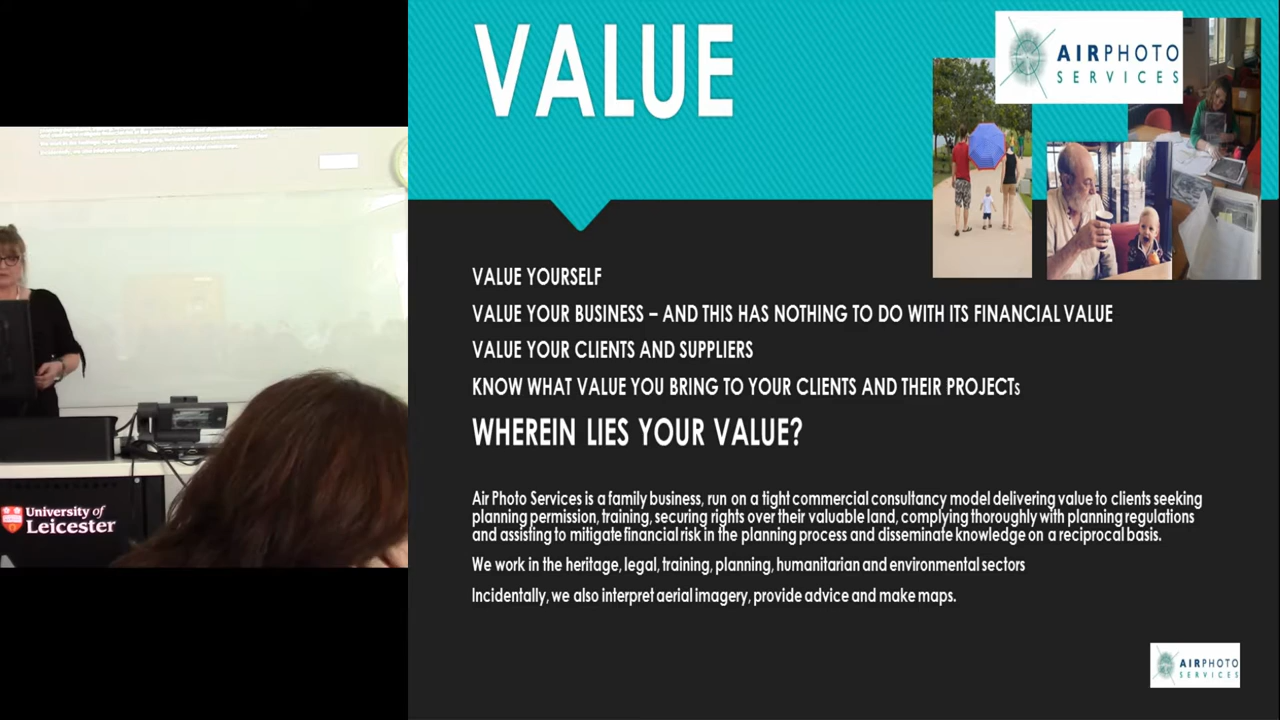 VALUE
AIRPHOTO
SERVICES
VALUE YOURSELF
VALUE YOUR BUSINESS – AND THIS HAS NOTHING TO DO WITH ITS FINANCIAL VALUE
VALUE YOUR CLIENTS AND SUPPLIERS
KNOW WHAT VALUE YOU BRING TO YOUR CLIENTS AND THEIR PROJECTs
WHEREIN LIES YOUR VALUE?
Air Photo Services is a family business, run on a tight commercial consultancy model delivering value to clients seeking
planning permission, training, securing rights over their valuable land, complying thoroughly with planning regulations
and assisting to mitigate financial risk in the planning process and disseminate knowledge on a reciprocal basis.
We work in the heritage, legal, training, planning, humanitarian and environmental sectors
Incidentally, we also interpret aerial imagery, provide advice and make maps.
AIRPHOTO
SERVICES
University of
Leicester